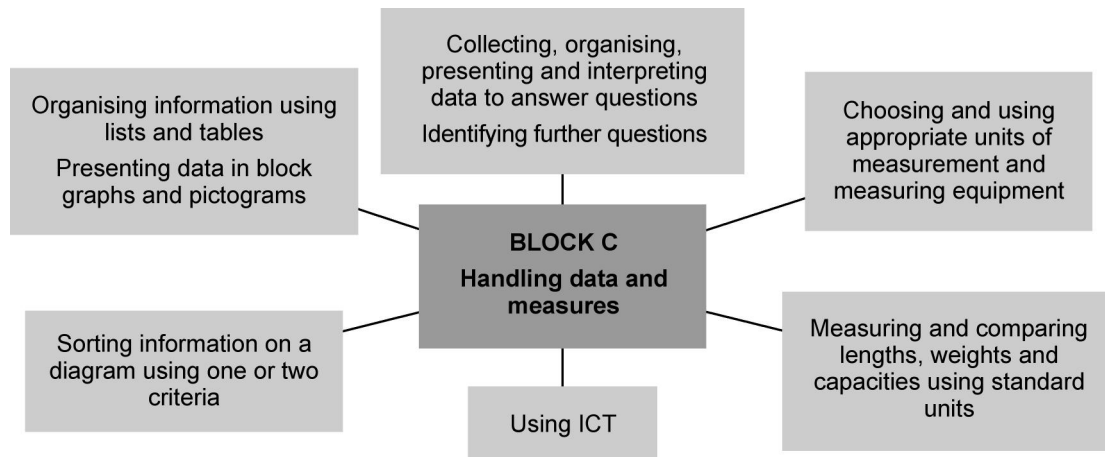 Collecting, organising,
presenting and interpreting
data to answer questions
Identifying further questions
Organising information using
lists and tables
Presenting data in block
graphs and pictograms
Choosing and using
appropriate units of
measurement and
measuring equipment
BLOCK C
Handling data and
measures
Sorting information on a
diagram using one or two
criteria
Using ICT
Measuring and comparing
lengths, weights and
capacities using standard
units